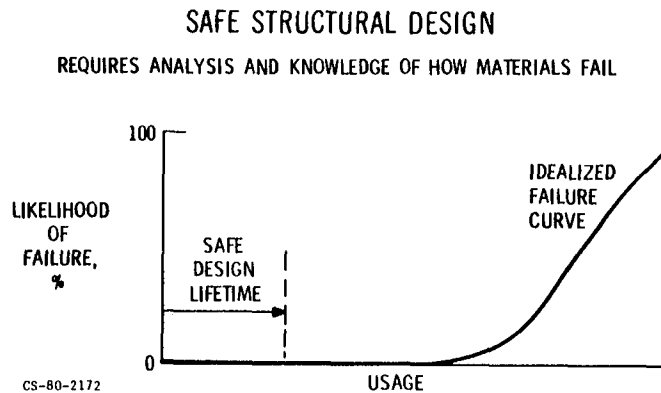 SAFE STRUCTURAL DESIGN
REQUIRES ANALYSIS AND KNOWLEDGE OF HOW MATERIALS FAIL
100
LIKELIHOOD
OF
FAILURE,
%
SAFE
DESIGN
LIFETIME
IDEALIZED
FAILURE
CURVE
0
USAGE
CS-80-2172